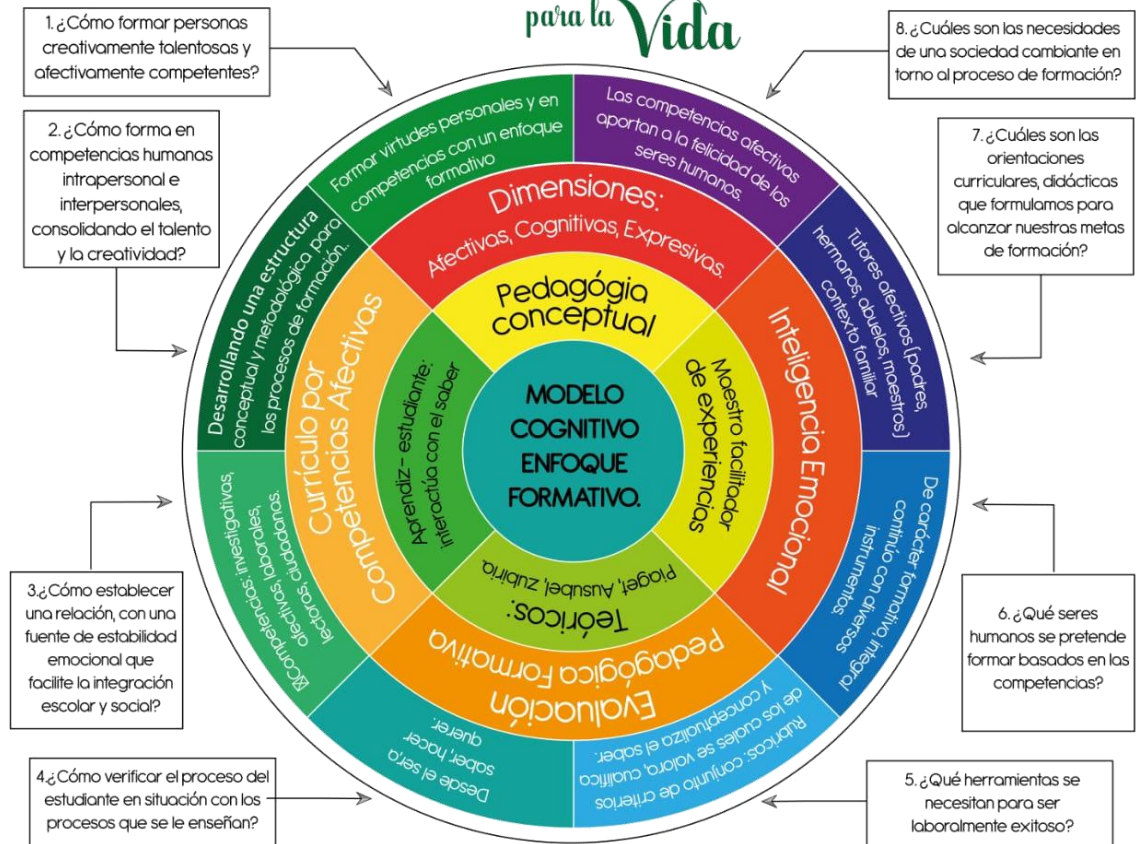 para la Vida
1.¿Cómo formar personas
creativamente talentosas y
afectivamente competentes?
2. ¿Cómo forma en
competencias humanas
intrapersonal e
interpersonales,
consolidando el talento
y la creatividad?
3.¿Cómo establecer
una relación, con una
fuente de estabilidad
emocional que
facilite la integración
escolar y social?
4.¿Cómo verificar el proceso del
estudiante en situación con los
procesos que se le enseñan?
8.¿Cuáles son las necesidades
de una sociedad cambiante en
torno al proceso de formación?
7.¿Cuáles son las
orientaciones
curriculares, didácticas
que formulamos para
alcanzar nuestras metas
de formación?
6. ¿Qué seres
humanos se pretende
formar basados en las
competencias?
5. ¿Qué herramientas se
necesitan para ser
laboralmente exitoso?
Formar virtudes personales y en
competencias con un enfoque
formativo
Las competencias afectivas
aportan a la felicidad de los
seres humanos.
Tutores afectivos (padres,
hermanos, abuelos, maestros)
contexto familiar
De carácter formativo, integral
continúo con diversos
instrumentos.
Rubricas: conjunto de criterios
de los cuales se valora, cualifica
y conceptualiza el saber.
Desde el sera
saber, hacer
querer.
Competencias: investigativas,
afectivas, laborales,
lectoras, ciudadanas.
Desarrollando una estructura
conceptual y metodológica para
los procesos de formación.
Dimensiones:
Afectivas, Cognitivas, Expresivas.
Inteligencia Emocional
Evaluación
Pedagógica Formativa
Currículo por
Competencias Afectivas
Pedagógia
conceptual
Maestro facilitador
de experiencias
Teóricos:
Piaget, Ausubel, Zubiria.
Aprendiz- estudiante:
interactúa con el saber
MODELO
COGNITIVO
ENFOQUE
FORMATIVO.